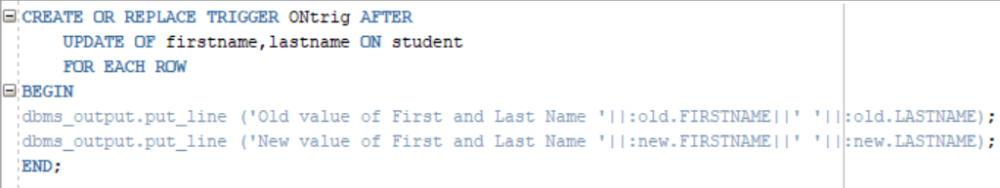 CREATE OR REPLACE TRIGGER ONtrig AFTER
UPDATE OF firstname,lastname ON student
FOR EACH ROW
BEGIN
dbms_output.put_line ('Old value of First and Last Name '||:old.FIRSTNAME||' '||:old.LASTNAME);
dbms_output.put_line ('New value of First and Last Name '||:new.FIRSTNAME||' '||:new.LASTNAME);
END;